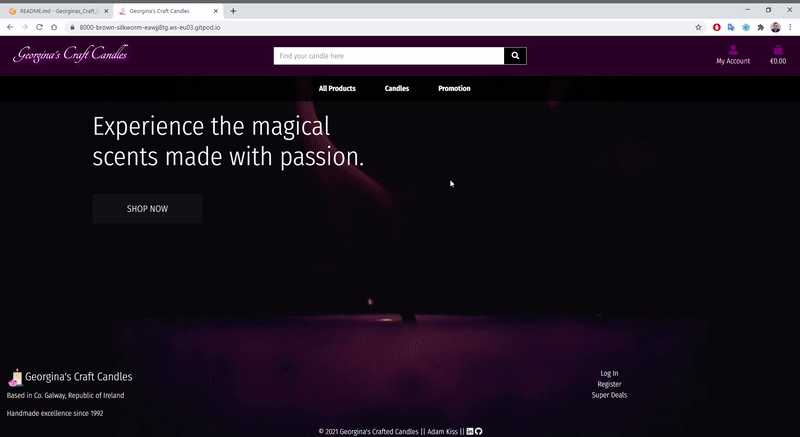 README.md - Georginas_Craft_C
Georgina's Craft Candles
8000-brown-silkworm-eawjj8tg.ws-eu03.gitpod.io
Georgina's Craft Candles
Find your candle here
My Account
€0.00
All Products
Candles
Promotion
Experience the magical
scents made with passion.
SHOP NOW
Georgina's Craft Candles
Based in Co. Galway, Republic of Ireland
Handmade excellence since 1992
Log In
Register
Super Deals
© 2021 Georgina's Crafted Candles || Adam Kiss ||